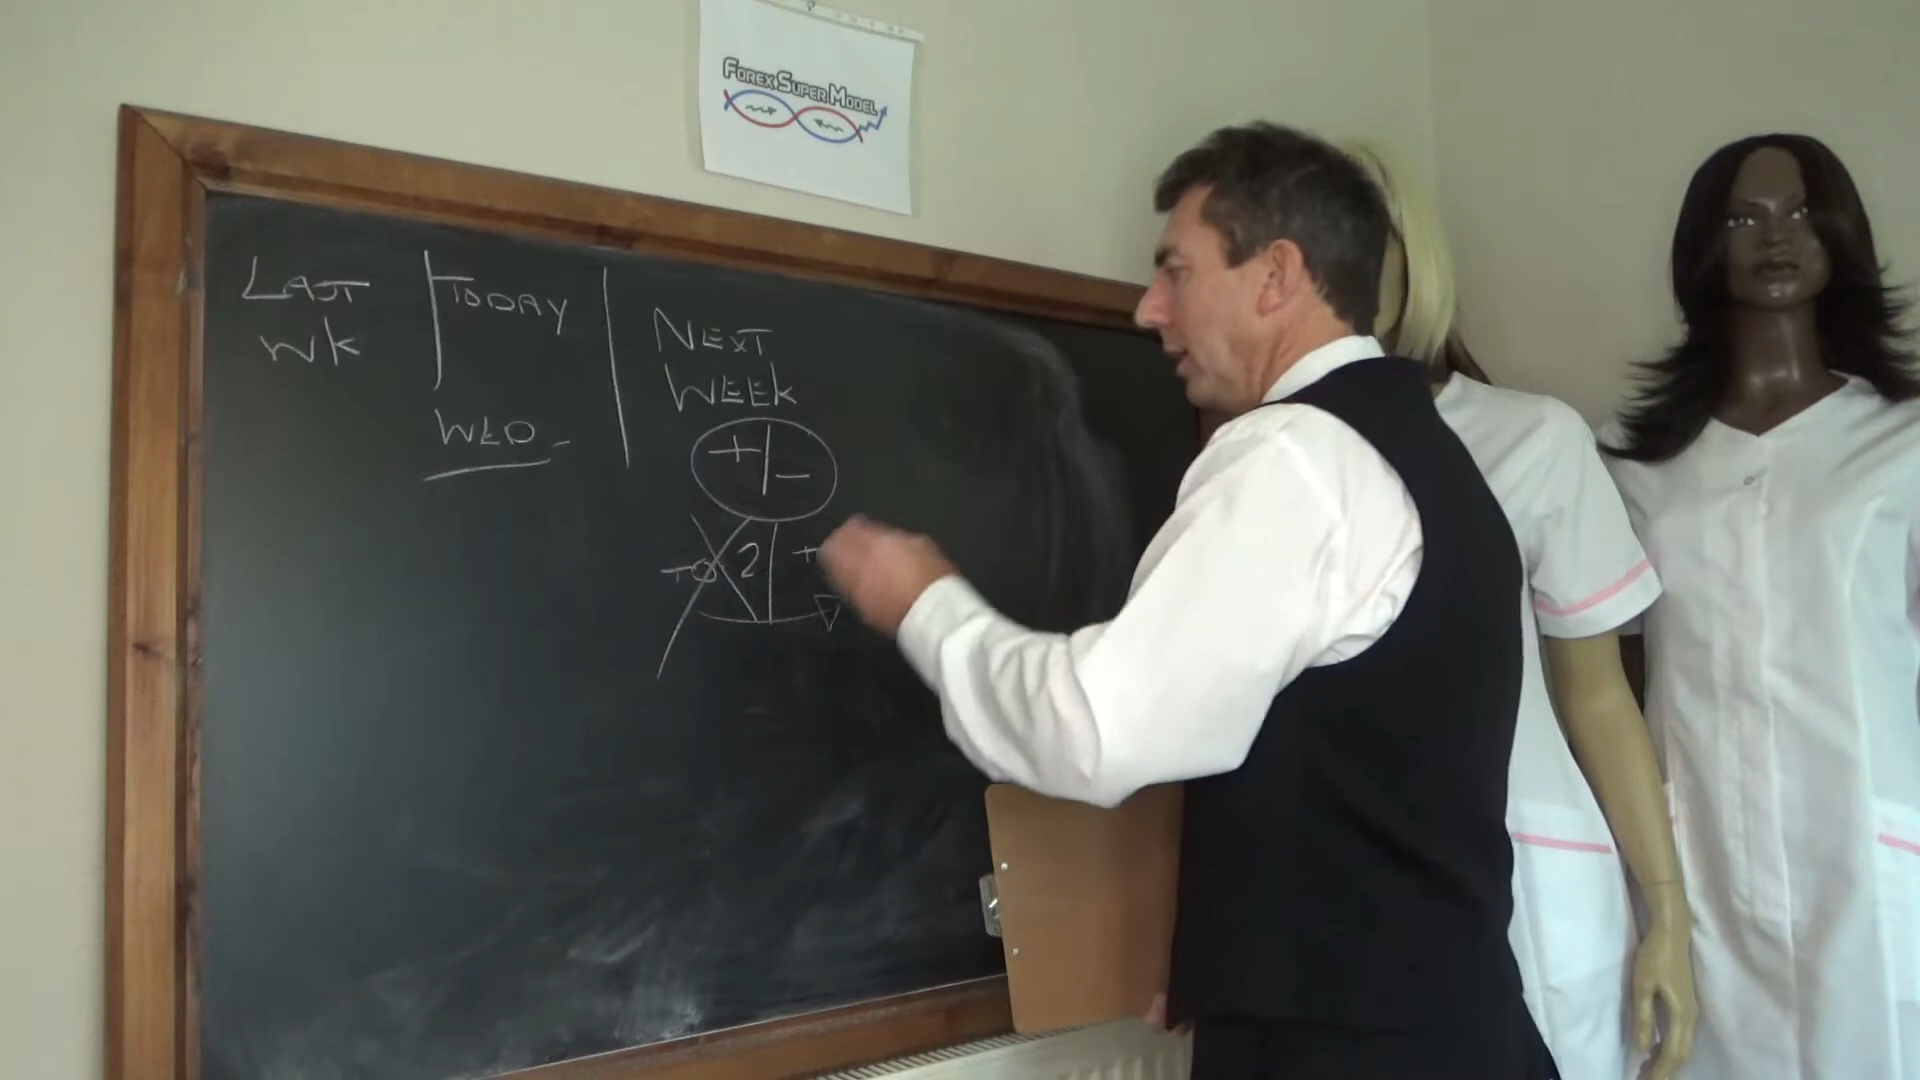 FOREX SUPER MODEL
LAST
WK
TODAY
WED -
NEXT
WEEK
+/-
2
+